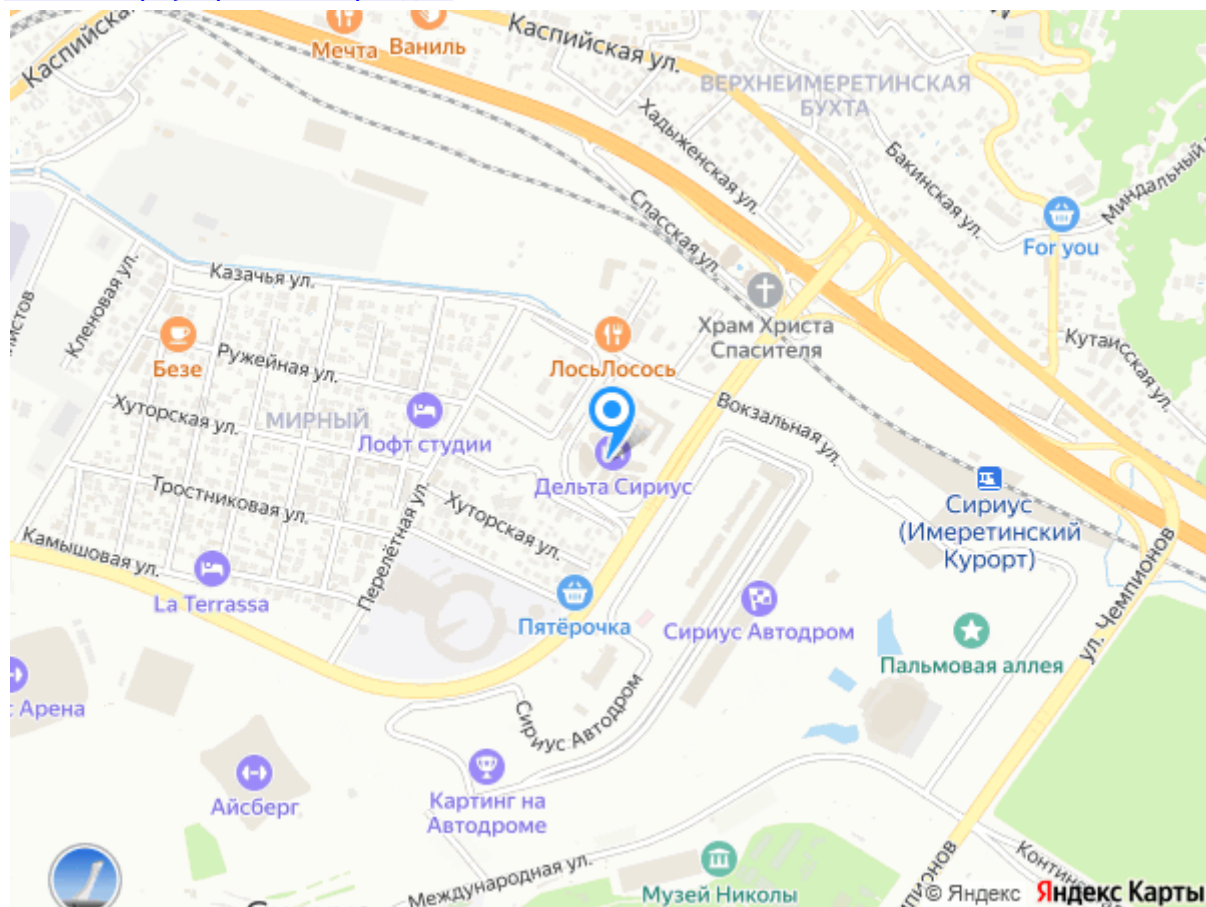 Каспийская
Мечта
Ваниль
Каспийская ул.
ВЕРХНЕИМЕРЕТИНСКАЯ
БУХТА
Хадыженская ул.
Бакинская ул.
Миндальный
For you
Спасская ул.
Казачья ул.
Кленовая ул.
Храм Христа
Спасителя
Кутаисская ул.
Безе
Ружейная ул.
ЛосьЛосось
Хуторская ул.
МИРНЫЙ
Лофт студии
Вокзальная ул.
Дельта Сириус
Сириус
(Имеретинский
Курорт)
Тростниковая ул.
Хуторская ул.
Камышовая ул.
Перелётная ул.
La Terrassa
Пятёрочка
Сириус Автодром
ул. Чемпионов
Пальмовая аллея
Арена
Сириус Автодром
Айсберг
Картинг на
Автодроме
Международная ул.
Музей Николы
© Яндекс Яндекс Карты